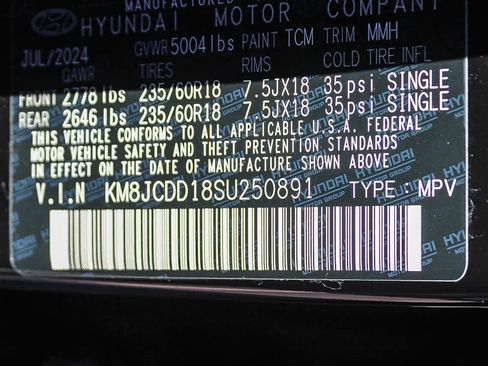 MANUFACTURED
HYUNDAI MOTOR COMPANY
JUL/2024 GVWR 5004lbs PAINT TCM TRIM MMH
GAWR TIRES RIMS COLD TIRE INFL
FRONT 2778lbs 235/60R18 7.5JX18 35psi SINGLE
REAR 2646lbs 235/60R18 7.5JX18 35psi SINGLE
THIS VEHICLE CONFORMS TO ALL APPLICABLE U.S.A. FEDERAL
MOTOR VEHICLE SAFETY AND THEFT PREVENTION STANDARDS
IN EFFECT ON THE DATE OF MANUFACTURE SHOWN ABOVE
V.I.N KM8JCDD18SU250891 TYPE:MPV